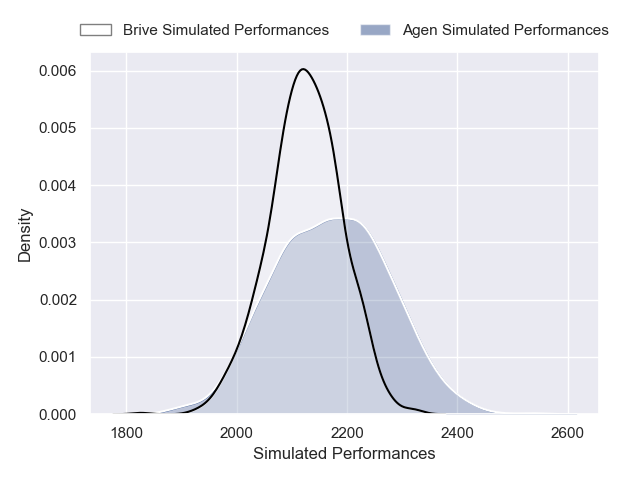 Brive Simulated Performances Agen Simulated Performances
0.006
0.005
0.004
0.003
0.002
0.001
0.000
Density
1800 2000 2200 2400 2600
Simulated Performances